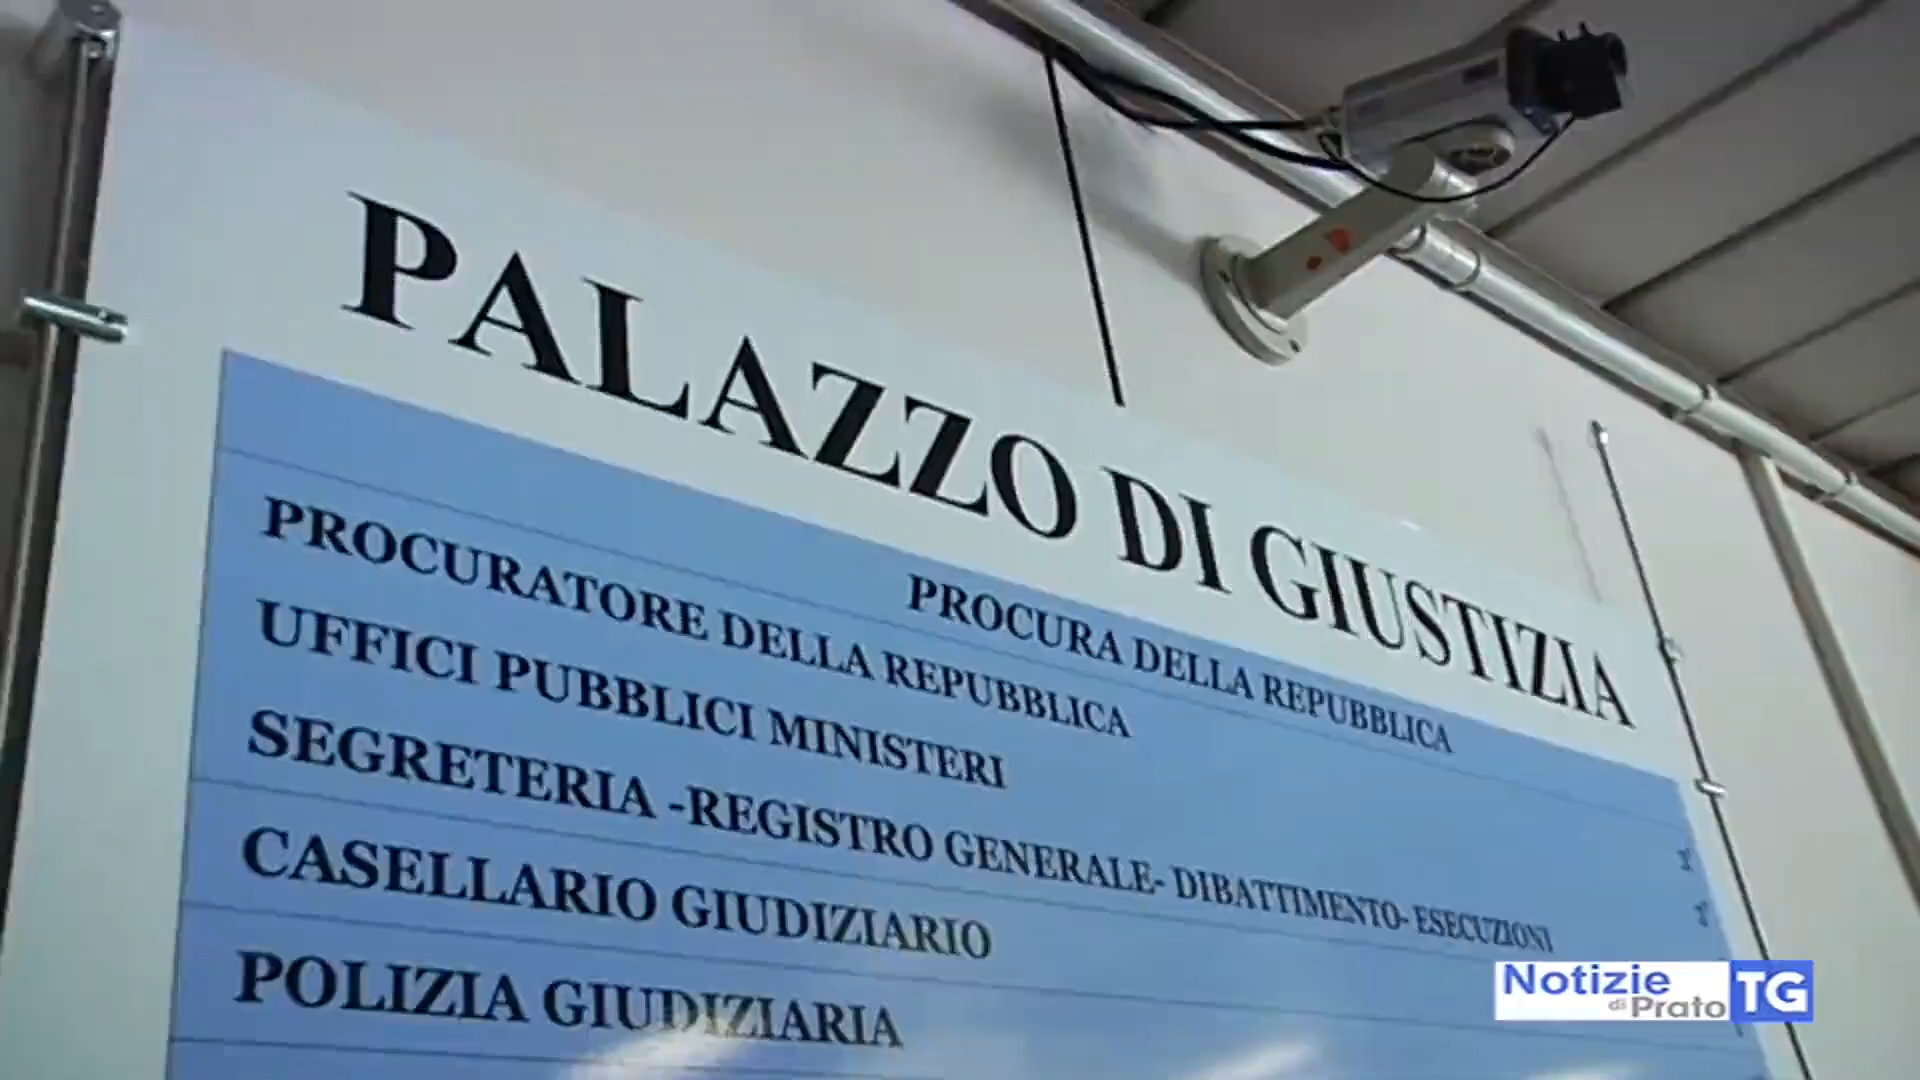 PALAZZO DI GIUSTIZIA
PROCURA DELLA REPUBBLICA
PROCURATORE DELLA REPUBBLICA
UFFICI PUBBLICI MINISTERI
SEGRETERIA -REGISTRO GENERALE- DIBATTIMENTO- ESECUZIONI
CASELLARIO GIUDIZIARIO
POLIZIA GIUDIZIARIA
Notizie
di Prato
TG